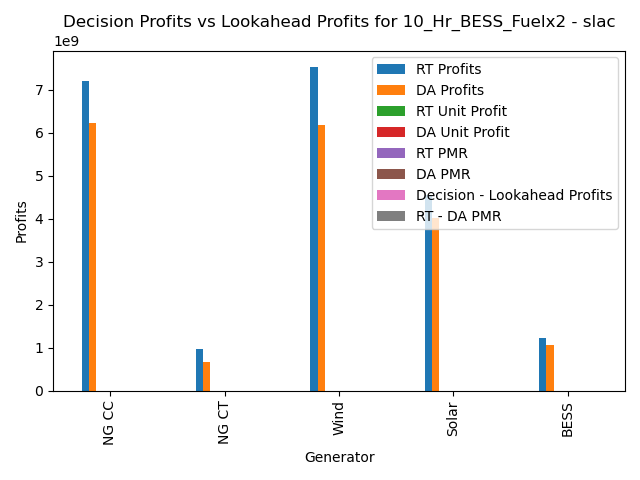 Decision Profits vs Lookahead Profits for 10_Hr_BESS_Fuelx2 - slac
1e9
RT Profits
DA Profits
RT Unit Profit
DA Unit Profit
RT PMR
DA PMR
Decision - Lookahead Profits
RT - DA PMR
Profits
7
6
5
4
3
2
1
0
NG CC
NG CT
Wind
Solar
BESS
Generator